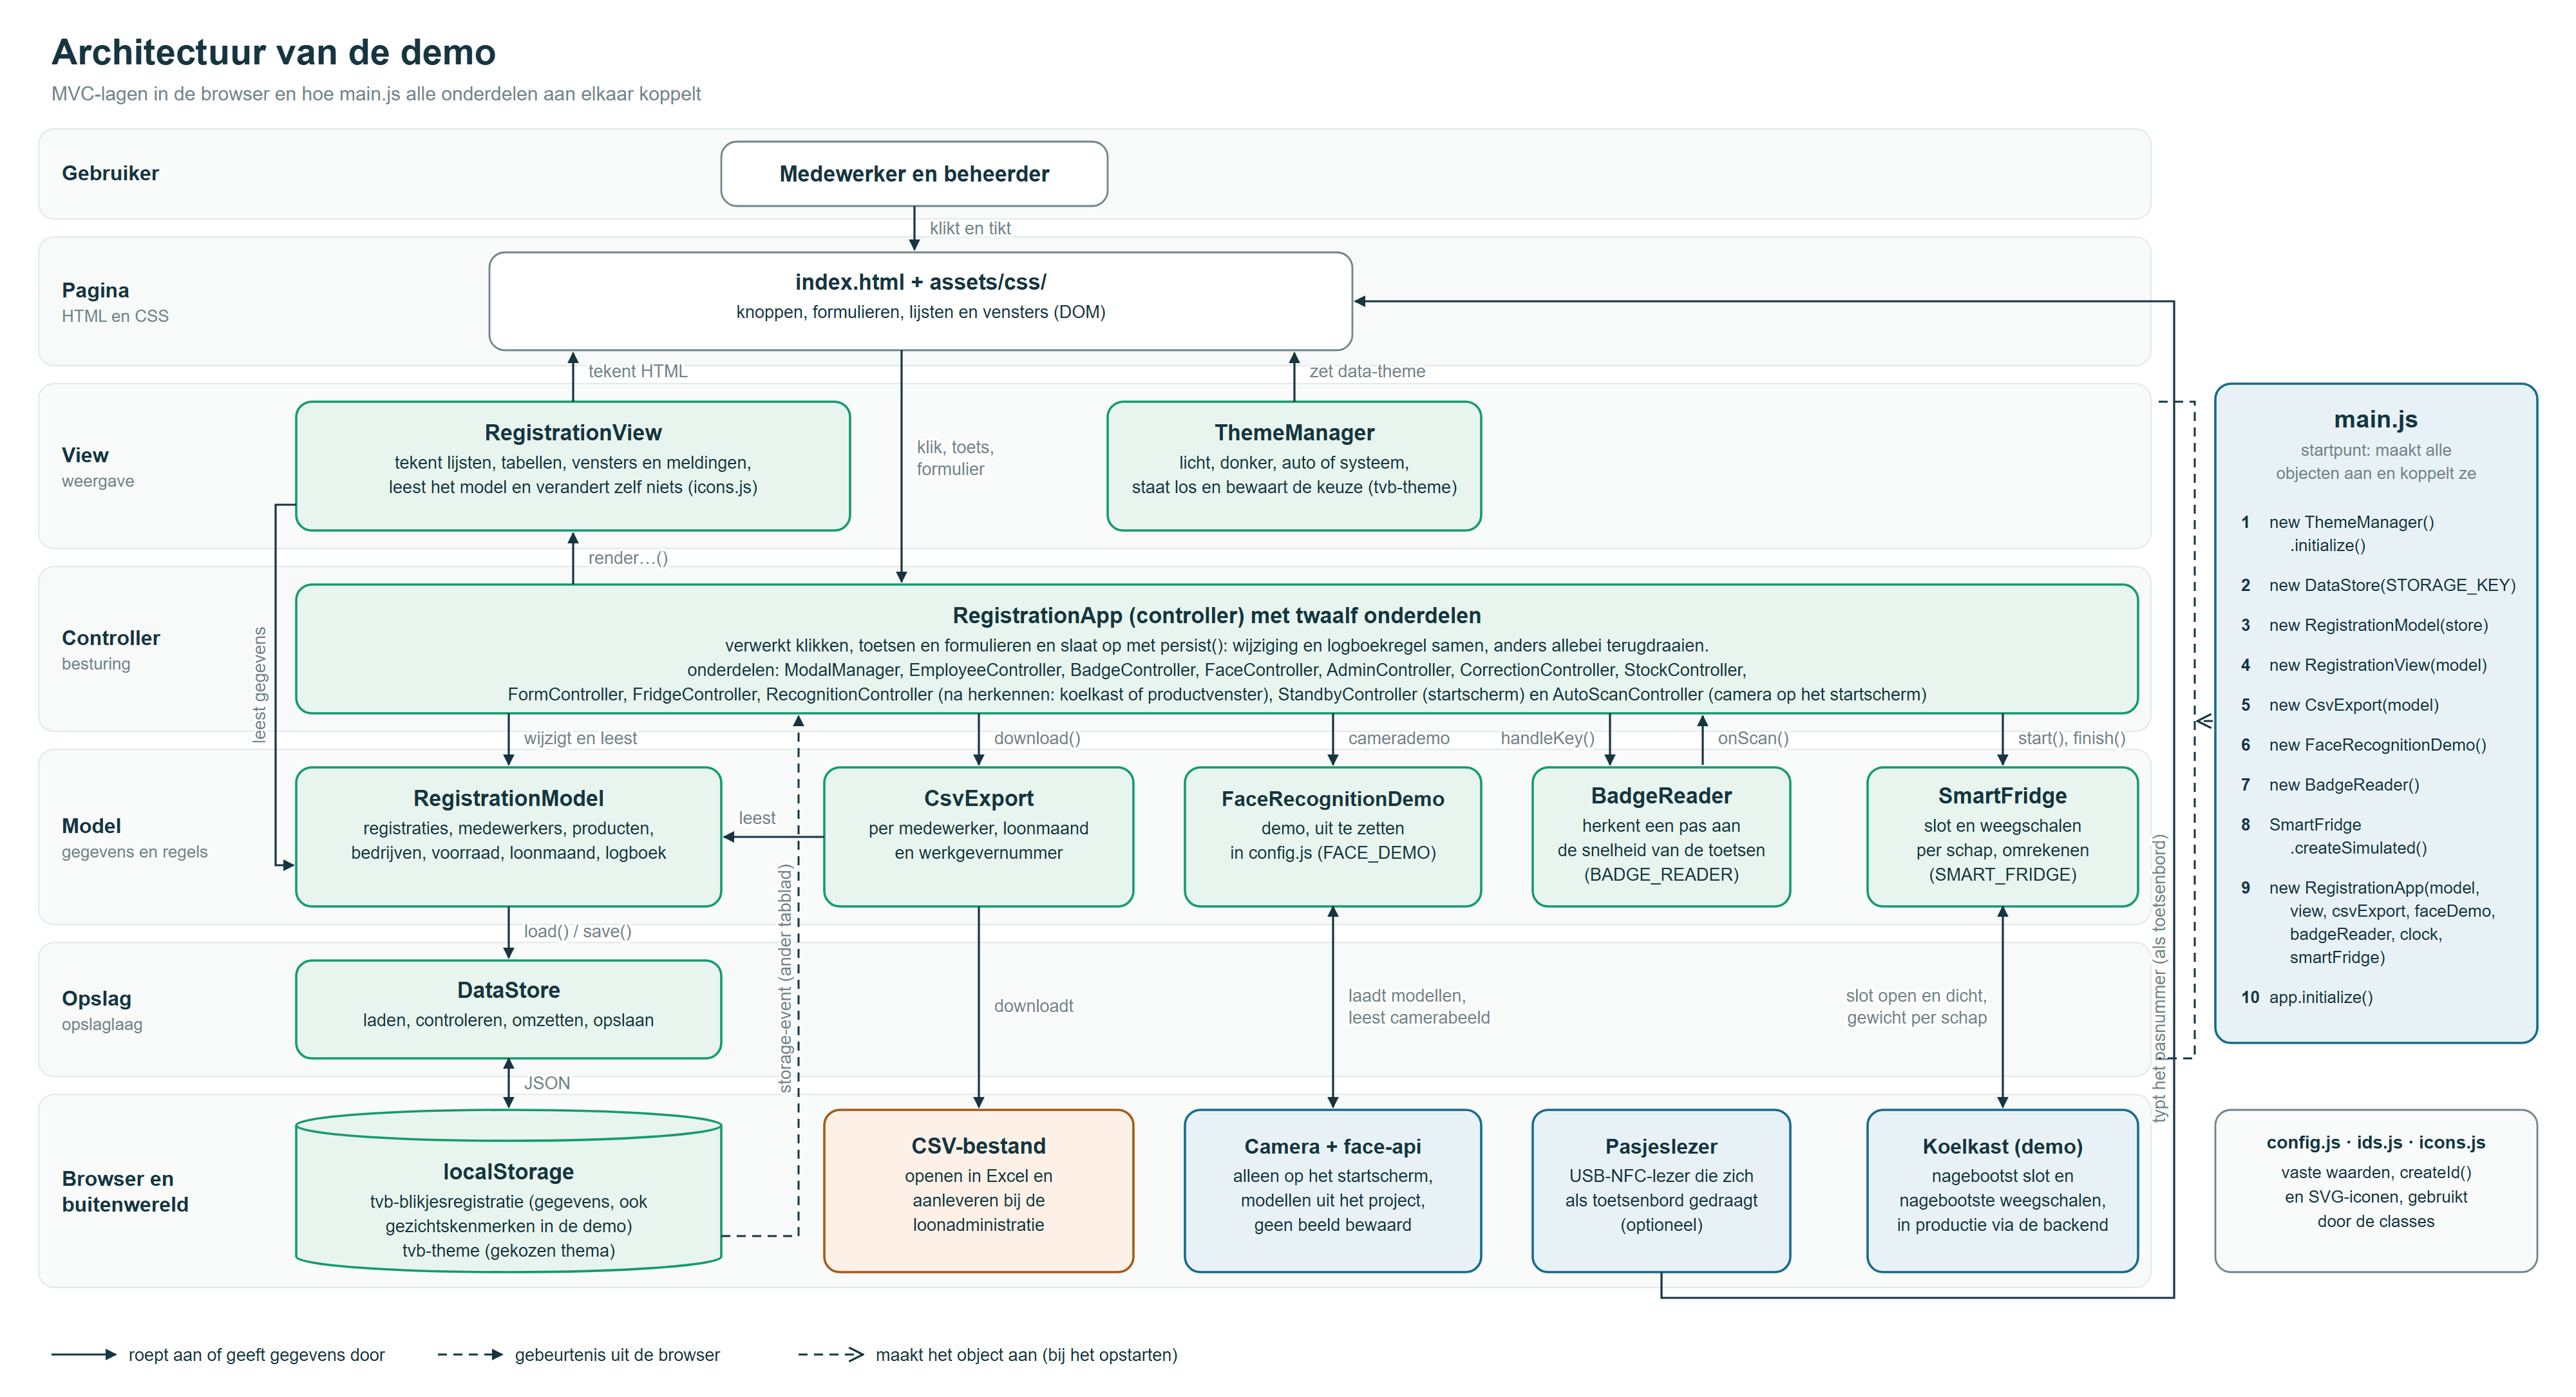 Architectuur van de demo
MVC-lagen in de browser en hoe main.js alle onderdelen aan elkaar koppelt
Gebruiker
Medewerker en beheerder
klikt en tikt
Pagina
HTML en CSS
index.html + assets/css/
knoppen, formulieren, lijsten en vensters (DOM)
tekent HTML
zet data-theme
View
weergave
RegistrationView
tekent lijsten, tabellen, vensters en meldingen,
leest het model en verandert zelf niets (icons.js)
klik, toets,
formulier
ThemeManager
licht, donker, auto of systeem,
staat los en bewaart de keuze (tvb-theme)
render…()
leest gegevens
Controller
besturing
RegistrationApp (controller) met twaalf onderdelen
verwerkt klikken, toetsen en formulieren en slaat op met persist(): wijziging en logboekregel samen, anders allebei terugdraaien.
onderdelen: ModalManager, EmployeeController, BadgeController, FaceController, AdminController, CorrectionController, StockController,
FormController, FridgeController, RecognitionController (na herkennen: koelkast of productvenster), StandbyController (startscherm) en AutoScanController (camera op het startscherm)
wijzigt en leest
download()
camerademo
handleKey()
onScan()
start(), finish()
Model
gegevens en regels
RegistrationModel
registraties, medewerkers, producten,
bedrijven, voorraad, loonmaand, logboek
leest
CsvExport
per medewerker, loonmaand
en werkgevernummer
FaceRecognitionDemo
demo, uit te zetten
in config.js (FACE_DEMO)
BadgeReader
herkent een pas aan
de snelheid van de toetsen
(BADGE_READER)
SmartFridge
slot en weegschalen
per schap, omrekenen
(SMART_FRIDGE)
load() / save()
storage-event (ander tabblad)
typt het pasnummer (als toetsenbord)
Opslag
opslaglaag
DataStore
laden, controleren, omzetten, opslaan
downloadt
laadt modellen,
leest camerabeeld
slot open en dicht,
gewicht per schap
JSON
Browser en
buitenwereld
localStorage
tvb-blikjesregistratie (gegevens, ook
gezichtskenmerken in de demo)
tvb-theme (gekozen thema)
CSV-bestand
openen in Excel en
aanleveren bij de
loonadministratie
Camera + face-api
alleen op het startscherm,
modellen uit het project,
geen beeld bewaard
Pasjeslezer
USB-NFC-lezer die zich
als toetsenbord gedraagt
(optioneel)
Koelkast (demo)
nagebootst slot en
nagebootste weegschalen,
in productie via de backend
main.js
startpunt: maakt alle
objecten aan en koppelt ze
1 new ThemeManager()
.initialize()
2 new DataStore(STORAGE_KEY)
3 new RegistrationModel(store)
4 new RegistrationView(model)
5 new CsvExport(model)
6 new FaceRecognitionDemo()
7 new BadgeReader()
8 SmartFridge
.createSimulated()
9 new RegistrationApp(model,
view, csvExport, faceDemo,
badgeReader, clock,
smartFridge)
10 app.initialize()
config.js · ids.js · icons.js
vaste waarden, createId()
en SVG-iconen, gebruikt
door de classes
roept aan of geeft gegevens door
gebeurtenis uit de browser
maakt het object aan (bij het opstarten)